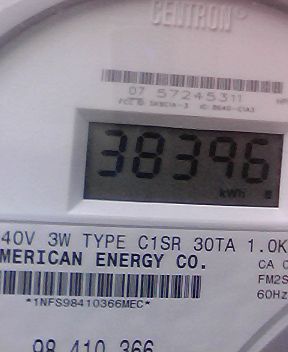 CENTRON®
07 57245311
38396
kWh
40V 3W TYPE C1SR 30TA 1.0K
MERICAN ENERGY CO.
CA 0
FM2S
60Hz
*1NFS98410366MEC*
98 410 366